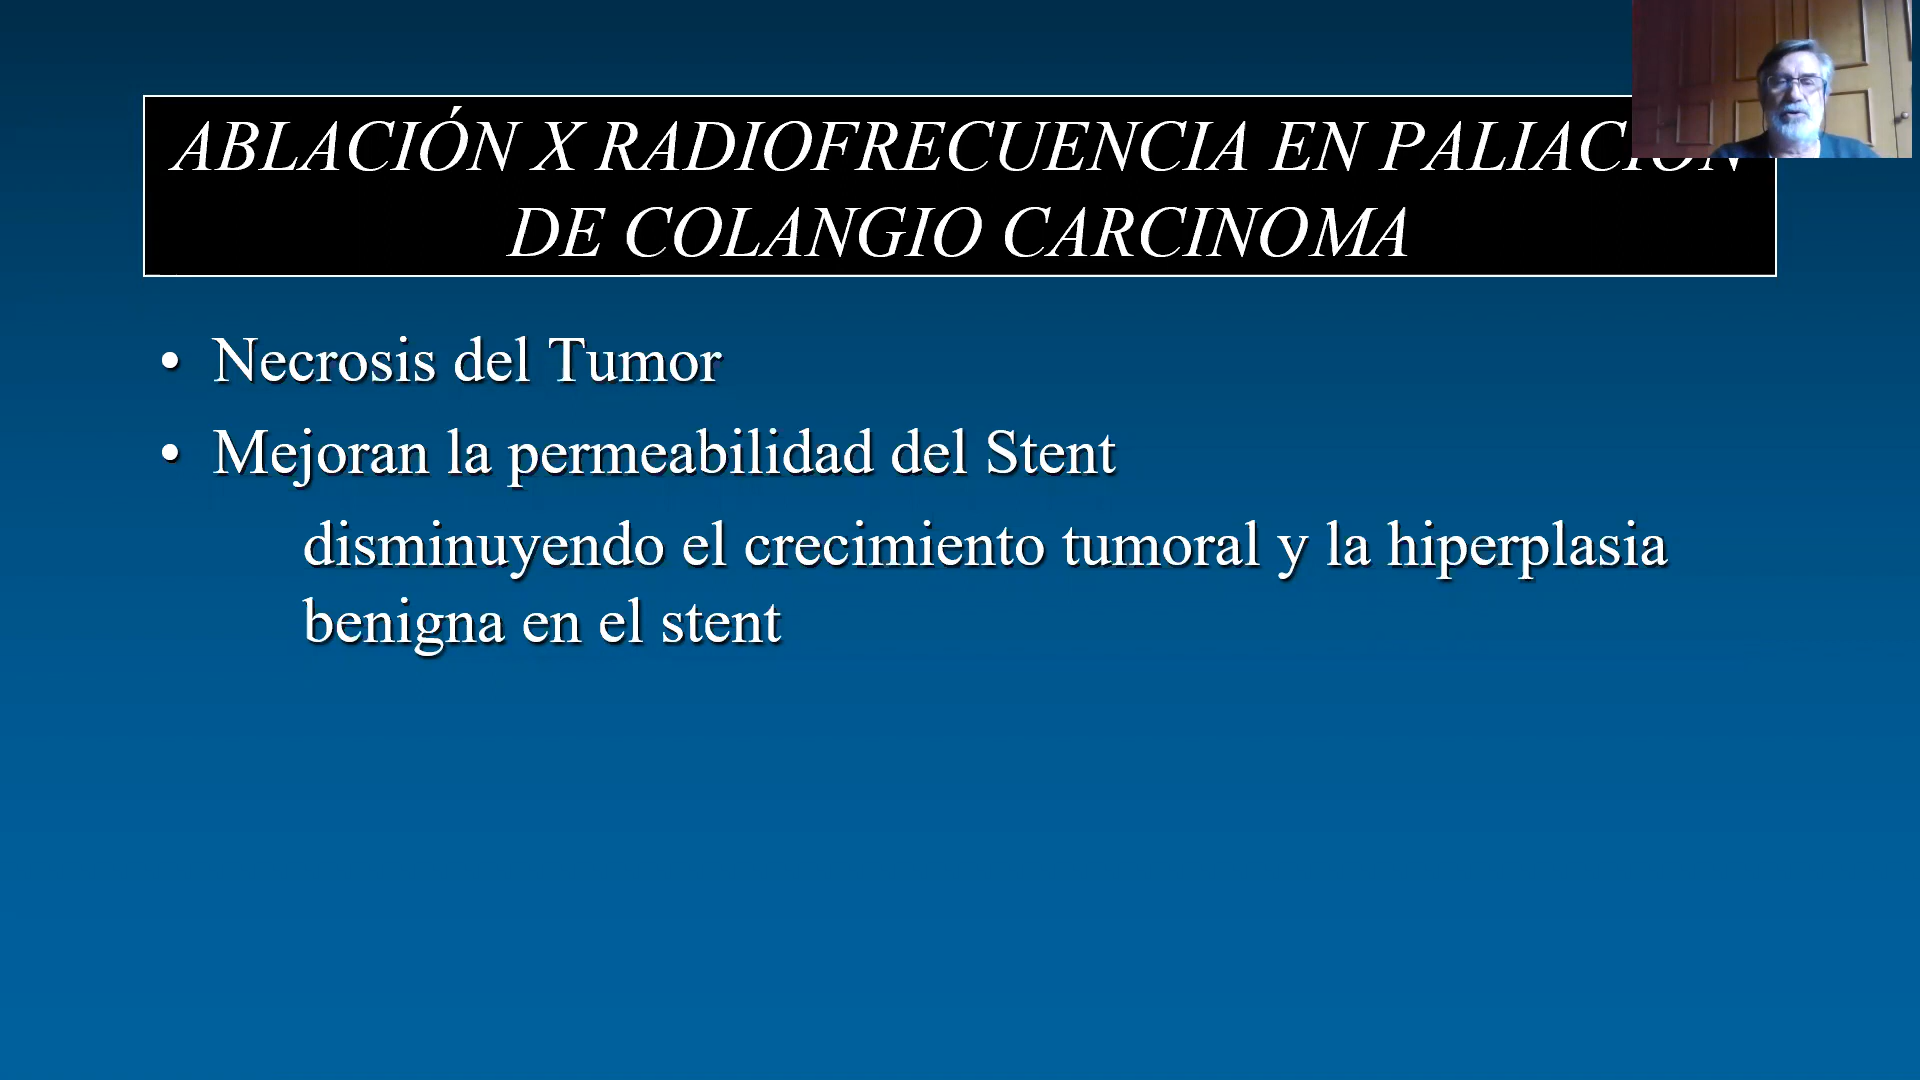 ABLACIÓN X RADIOFRECUENCIA EN PALIACIÓN
DE COLANGIO CARCINOMA
• Necrosis del Tumor
• Mejoran la permeabilidad del Stent
disminuyendo el crecimiento tumoral y la hiperplasia
benigna en el stent